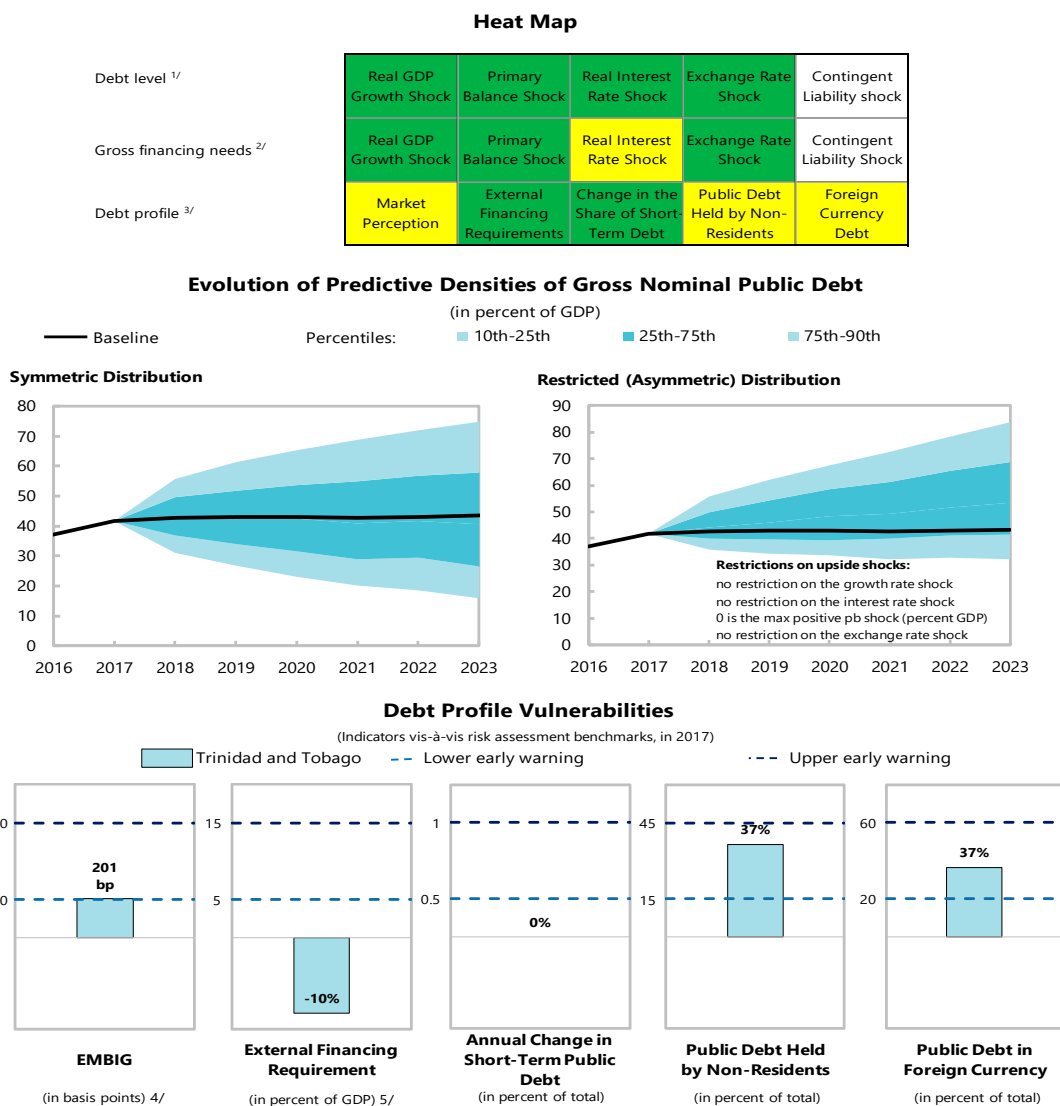 Heat Map
Debt level 1/
Real GDP Growth Shock
Primary Balance Shock
Real Interest Rate Shock
Exchange Rate Shock
Contingent Liability shock
Gross financing needs 2/
Real GDP Growth Shock
Primary Balance Shock
Real Interest Rate Shock
Exchange Rate Shock
Contingent Liability Shock
Debt profile 3/
Market Perception
External Financing Requirements
Change in the Share of Short-Term Debt
Public Debt Held by Non-Residents
Foreign Currency Debt
Evolution of Predictive Densities of Gross Nominal Public Debt
(in percent of GDP)
Baseline Percentiles: 10th-25th 25th-75th 75th-90th
Symmetric Distribution
80
70
60
50
40
30
20
10
0
2016 2017 2018 2019 2020 2021 2022 2023
Restricted (Asymmetric) Distribution
90
80
70
60
50
40
30
20
10
0
Restrictions on upside shocks:
no restriction on the growth rate shock
no restriction on the interest rate shock
0 is the max positive pb shock (percent GDP)
no restriction on the exchange rate shock
2016 2017 2018 2019 2020 2021 2022 2023
Debt Profile Vulnerabilities
(Indicators vis-à-vis risk assessment benchmarks, in 2017)
Trinidad and Tobago Lower early warning Upper early warning
0
0
201
bp
EMBIG
(in basis points) 4/
15
5
-10%
External Financing
Requirement
(in percent of GDP) 5/
1
0.5
0%
Annual Change in
Short-Term Public
Debt
(in percent of total)
45
15
37%
Public Debt Held
by Non-Residents
(in percent of total)
60
20
37%
Public Debt in
Foreign Currency
(in percent of total)